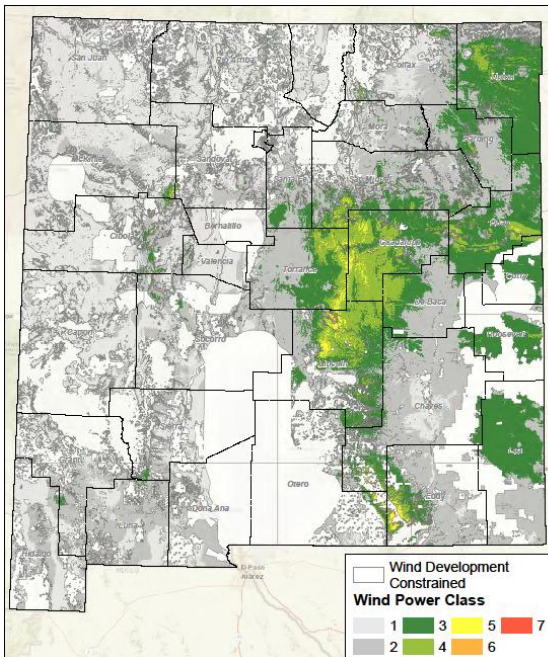 San Juan
Colfax
Union
Mora
Harding
McKinley
Sandoval
Quay
Cibola
Bernalillo
Guadalupe
Valencia
Torrance
Curry
De Baca
Catron
Socorro
Roosevelt
Lincoln
Chaves
Grant
Lea
Otero
Eddy
Dona Ana
Luna
Hidalgo
El Paso
Juárez
Wind Development
Constrained
Wind Power Class
1 3 5 7
2 4 6